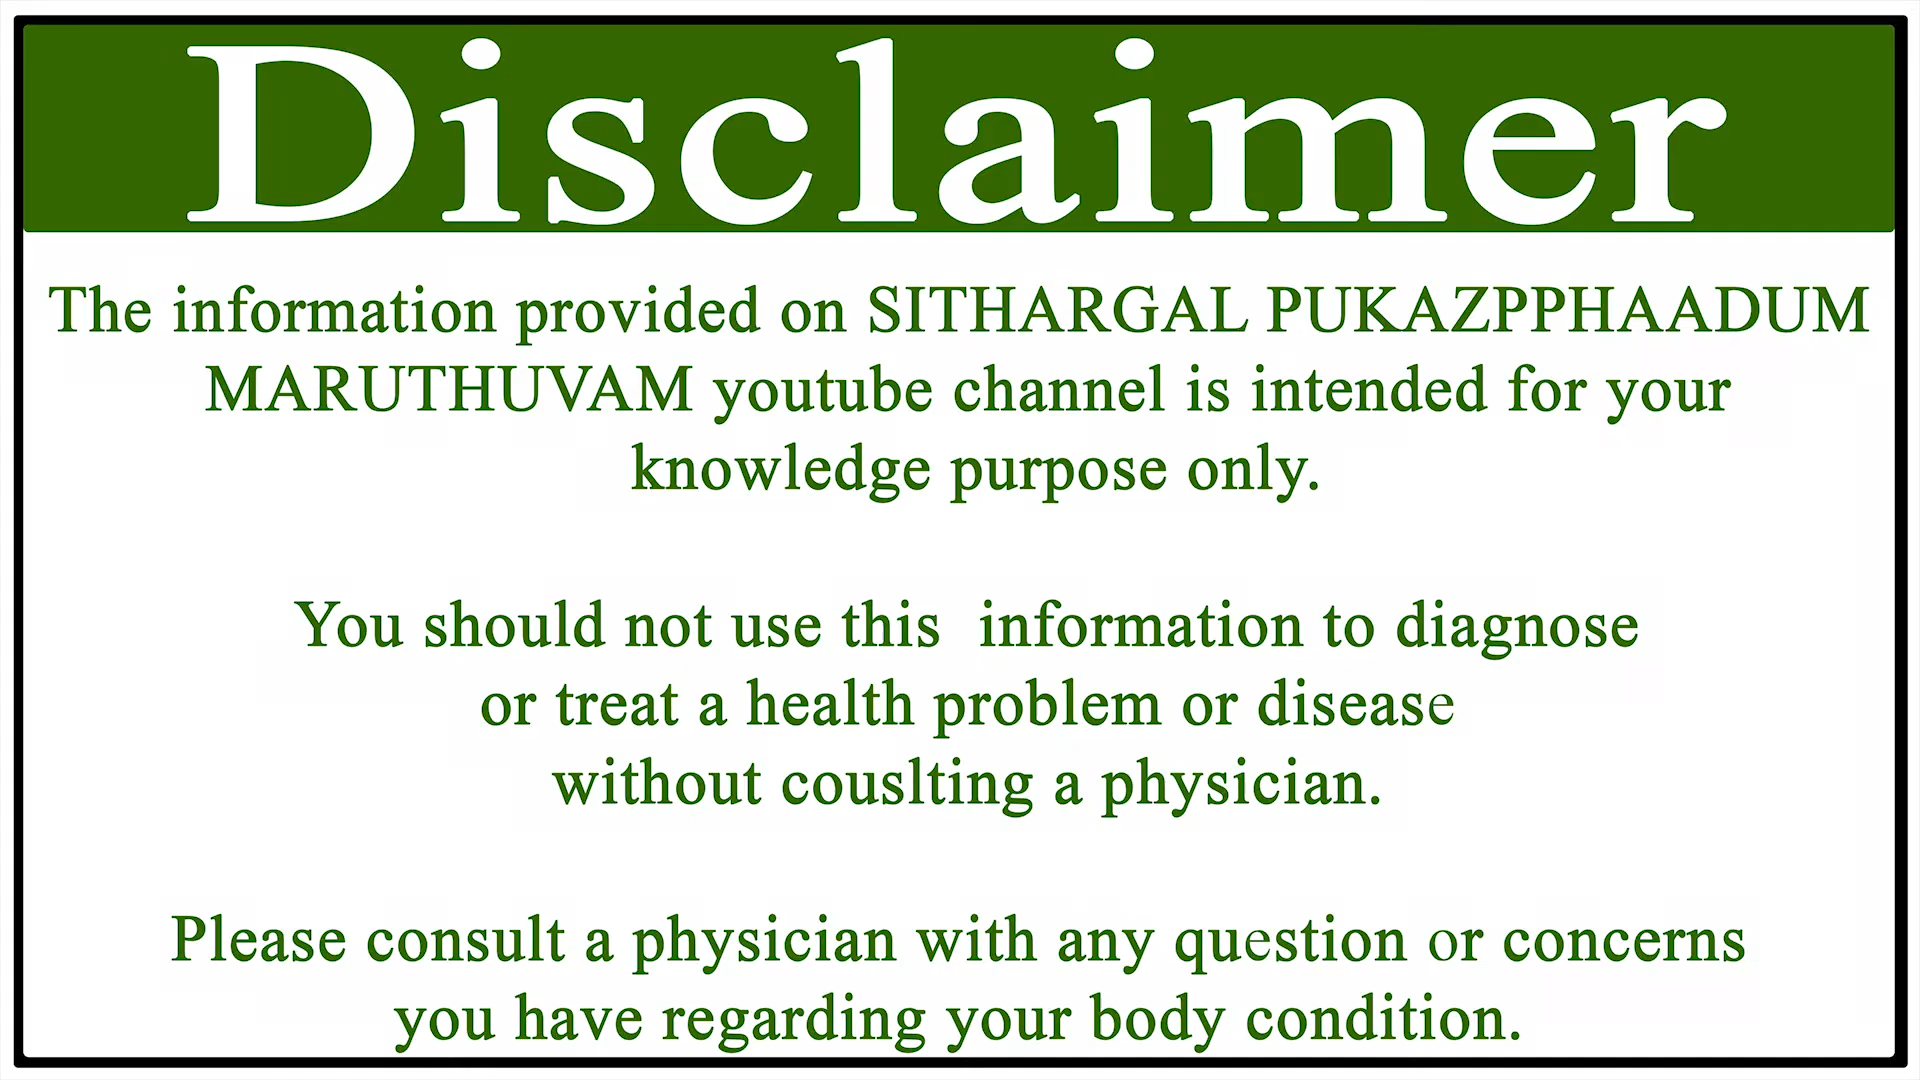 Disclaimer
The information provided on SITHARGAL PUKAZPPHAADUM
MARUTHUVAM youtube channel is intended for your
knowledge purpose only.
You should not use this  information to diagnose
or treat a health problem or disease
without couslting a physician.
Please consult a physician with any question or concerns
you have regarding your body condition.